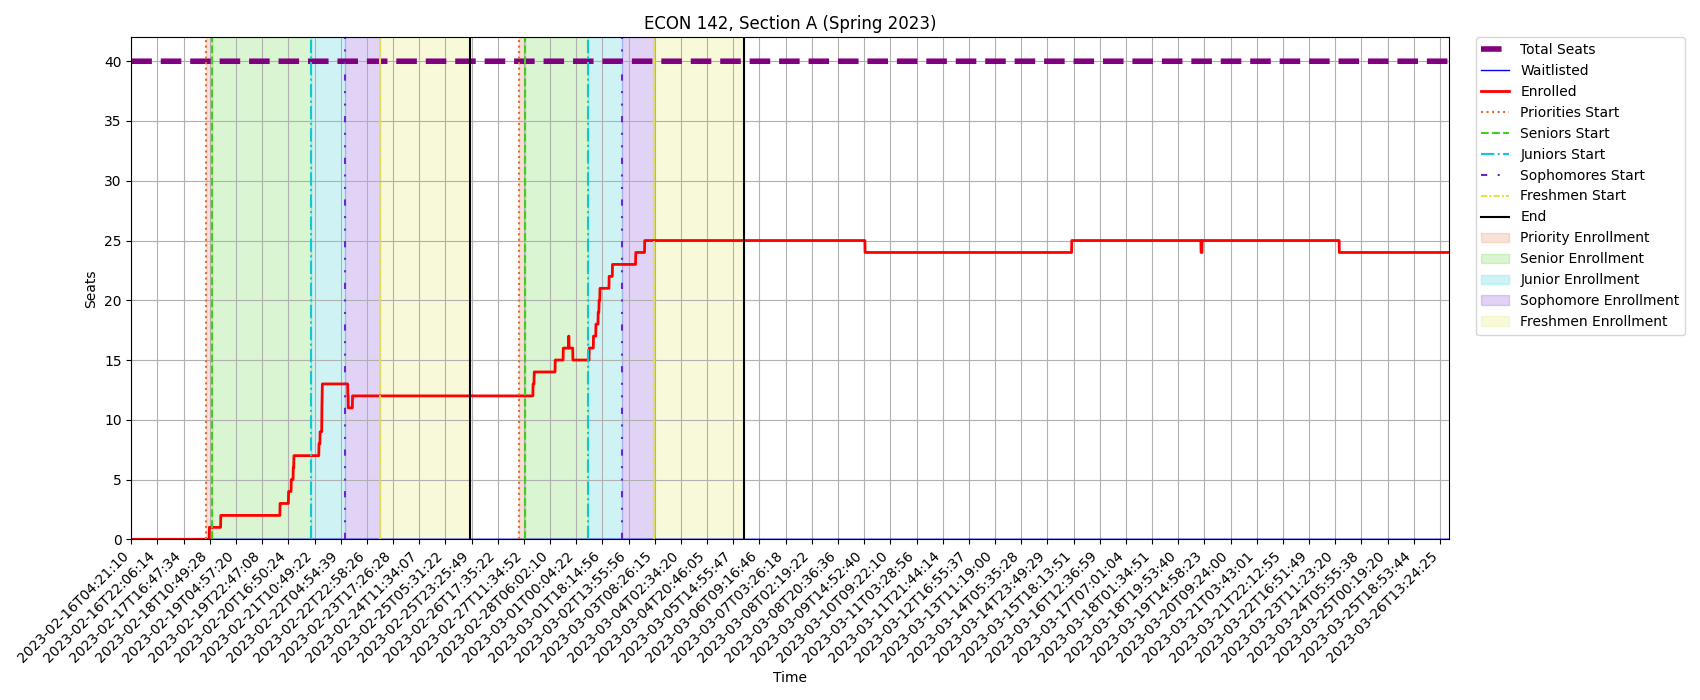 ECON 142, Section A (Spring 2023)
Seats
40
35
30
25
20
15
10
5
0
2023-02-16T04:21:10
2023-02-16T22:06:14
2023-02-17T16:47:34
2023-02-18T10:49:28
2023-02-19T04:57:20
2023-02-19T22:47:08
2023-02-20T16:50:24
2023-02-21T10:49:22
2023-02-22T04:54:39
2023-02-22T22:58:26
2023-02-23T17:26:28
2023-02-24T11:34:07
2023-02-25T05:31:22
2023-02-25T23:25:49
2023-02-26T17:35:22
2023-02-27T11:34:52
2023-02-28T06:02:10
2023-03-01T00:04:22
2023-03-01T18:14:56
2023-03-02T13:55:56
2023-03-03T08:26:15
2023-03-04T02:34:20
2023-03-04T20:46:05
2023-03-05T14:55:47
2023-03-06T09:16:46
2023-03-07T03:26:18
2023-03-08T02:19:22
2023-03-08T20:36:36
2023-03-09T14:52:40
2023-03-10T09:22:10
2023-03-11T03:28:56
2023-03-11T21:44:14
2023-03-12T16:55:37
2023-03-13T11:19:00
2023-03-14T05:35:28
2023-03-14T23:49:29
2023-03-15T18:13:51
2023-03-16T12:36:59
2023-03-17T07:01:04
2023-03-18T01:34:51
2023-03-18T19:53:40
2023-03-19T14:58:23
2023-03-20T09:24:00
2023-03-21T03:43:01
2023-03-21T22:12:55
2023-03-22T16:51:49
2023-03-23T11:23:20
2023-03-24T05:55:38
2023-03-25T00:19:20
2023-03-25T18:53:44
2023-03-26T13:24:25
Time
Total Seats
Waitlisted
Enrolled
Priorities Start
Seniors Start
Juniors Start
Sophomores Start
Freshmen Start
End
Priority Enrollment
Senior Enrollment
Junior Enrollment
Sophomore Enrollment
Freshmen Enrollment